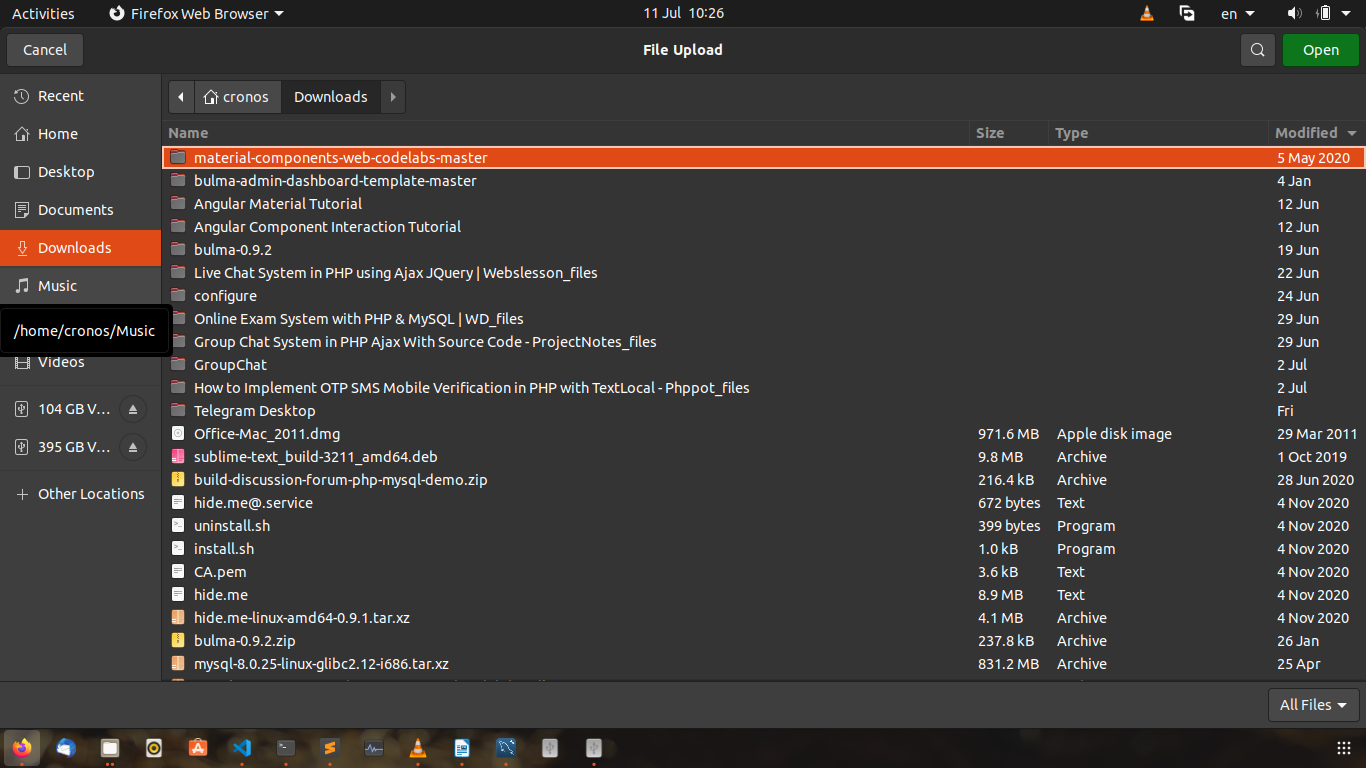 Activities Firefox Web Browser 11 Jul 10:26 en
Cancel File Upload Open
Recent
Home
Desktop
Documents
Downloads
Music
/home/cronos/Music
Videos
104 GB V...
395 GB V...
Other Locations
cronos Downloads
Name Size Type Modified
material-components-web-codelabs-master 5 May 2020
bulma-admin-dashboard-template-master 4 Jan
Angular Material Tutorial 12 Jun
Angular Component Interaction Tutorial 12 Jun
bulma-0.9.2 19 Jun
Live Chat System in PHP using Ajax JQuery | Webslesson_files 22 Jun
configure 24 Jun
Online Exam System with PHP & MySQL | WD_files 29 Jun
Group Chat System in PHP Ajax With Source Code - ProjectNotes_files 29 Jun
GroupChat 2 Jul
How to Implement OTP SMS Mobile Verification in PHP with TextLocal - Phppot_files 2 Jul
Telegram Desktop Fri
Office-Mac_2011.dmg 971.6 MB Apple disk image 29 Mar 2011
sublime-text_build-3211_amd64.deb 9.8 MB Archive 1 Oct 2019
build-discussion-forum-php-mysql-demo.zip 216.4 kB Archive 28 Jun 2020
hide.me@.service 672 bytes Text 4 Nov 2020
uninstall.sh 399 bytes Program 4 Nov 2020
install.sh 1.0 kB Program 4 Nov 2020
CA.pem 3.6 kB Text 4 Nov 2020
hide.me 8.9 MB Text 4 Nov 2020
hide.me-linux-amd64-0.9.1.tar.xz 4.1 MB Archive 4 Nov 2020
bulma-0.9.2.zip 237.8 kB Archive 26 Jan
mysql-8.0.25-linux-glibc2.12-i686.tar.xz 831.2 MB Archive 25 Apr
All Files